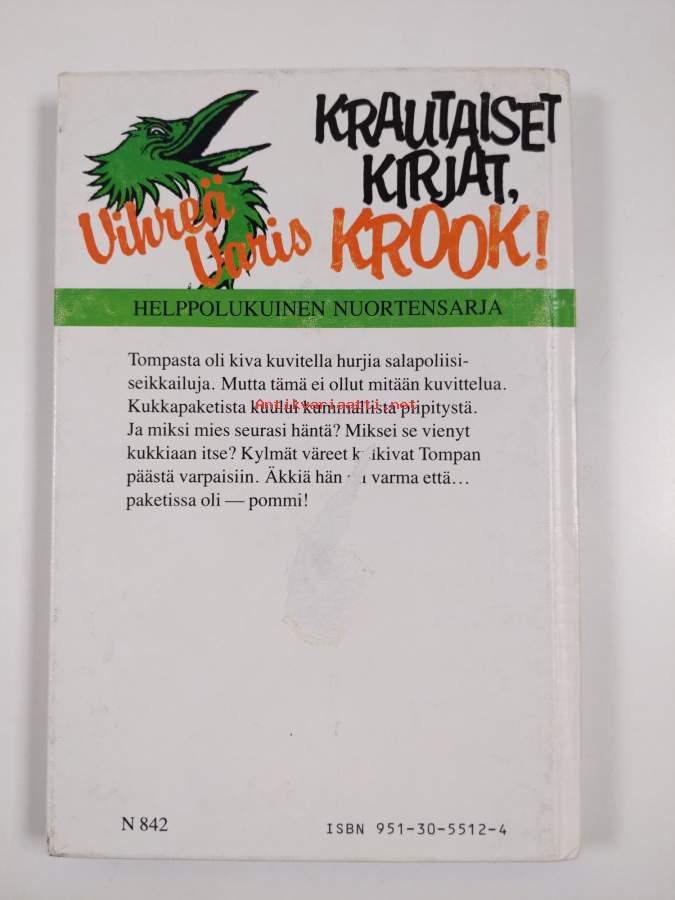 KRAUTAISET
KIRJAT,
Vihreä
Varis
KROOK!
HELPPOLUKUINEN NUORTENSARJA
Tompasta oli kiva kuvitella hurjia salapoliisi-
seikkailuja. Mutta tämä ei ollut mitään kuvittelua.
Kukkapaketista kuului kummallista piipitystä.
Antikvariaatti.net
Ja miksi mies seurasi häntä? Miksei se vienyt
kukkiaan itse? Kylmät väreet Tompan
päästä varpaisiin. Äkkiä hän varma että...
paketissa oli — pommi!
N 842
ISBN 951-30-5512-4